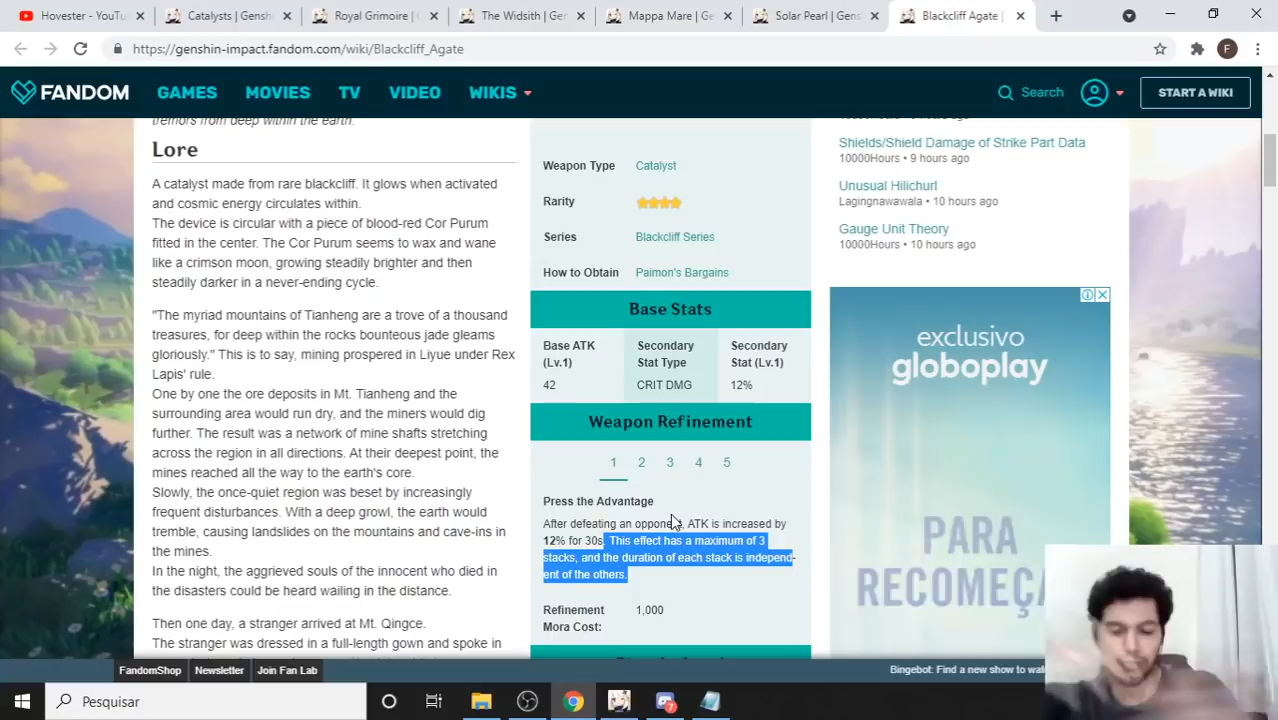 Hovester - YouTu
Catalysts | Gensh
Royal Grimoire |
The Widsith | Gen
Mappa Mare | Ge
Solar Pearl | Gens
Blackcliff Agate |
https://genshin-impact.fandom.com/wiki/Blackcliff_Agate
F
FANDOM
GAMES
MOVIES
TV
VIDEO
WIKIS
Search
START A WIKI
tremors from deep within the earth.
Lore
A catalyst made from rare blackcliff. It glows when activated
and cosmic energy circulates within.
The device is circular with a piece of blood-red Cor Purum
fitted in the center. The Cor Purum seems to wax and wane
like a crimson moon, growing steadily brighter and then
steadily darker in a never-ending cycle.
"The myriad mountains of Tianheng are a trove of a thousand
treasures, for deep within the rocks bounteous jade gleams
gloriously." This is to say, mining prospered in Liyue under Rex
Lapis' rule.
One by one the ore deposits in Mt. Tianheng and the
surrounding area would run dry, and the miners would dig
further. The result was a network of mine shafts stretching
across the region in all directions. At their deepest point, the
mines reached all the way to the earth's core.
Slowly, the once-quiet region was beset by increasingly
frequent disturbances. With a deep growl, the earth would
tremble, causing landslides on the mountains and cave-ins in
the mines.
In the night, the aggrieved souls of the innocent who died in
the disasters could be heard wailing in the distance.
Then one day, a stranger arrived at Mt. Qingce.
The stranger was dressed in a full-length gown and spoke in
Weapon Type
Catalyst
Rarity
Series
Blackcliff Series
How to Obtain
Paimon's Bargains
Base Stats
Base ATK
(Lv.1)
42
Secondary
Stat Type
CRIT DMG
Secondary
Stat (Lv.1)
12%
Weapon Refinement
1 2 3 4 5
Press the Advantage
After defeating an opponent, ATK is increased by
12% for 30s. This effect has a maximum of 3
stacks, and the duration of each stack is independ-
ent of the others.
Refinement
Mora Cost:
1,000
10000Hours • 9 hours ago
Shields/Shield Damage of Strike Part Data
10000Hours • 9 hours ago
Unusual Hilichurl
Lagingnawawala • 10 hours ago
Gauge Unit Theory
10000Hours • 10 hours ago
exclusivo
globoplay
PARA
RECOMEÇA
FandomShop
Newsletter
Join Fan Lab
Bingebot: Find a new show to wat
Pesquisar
7